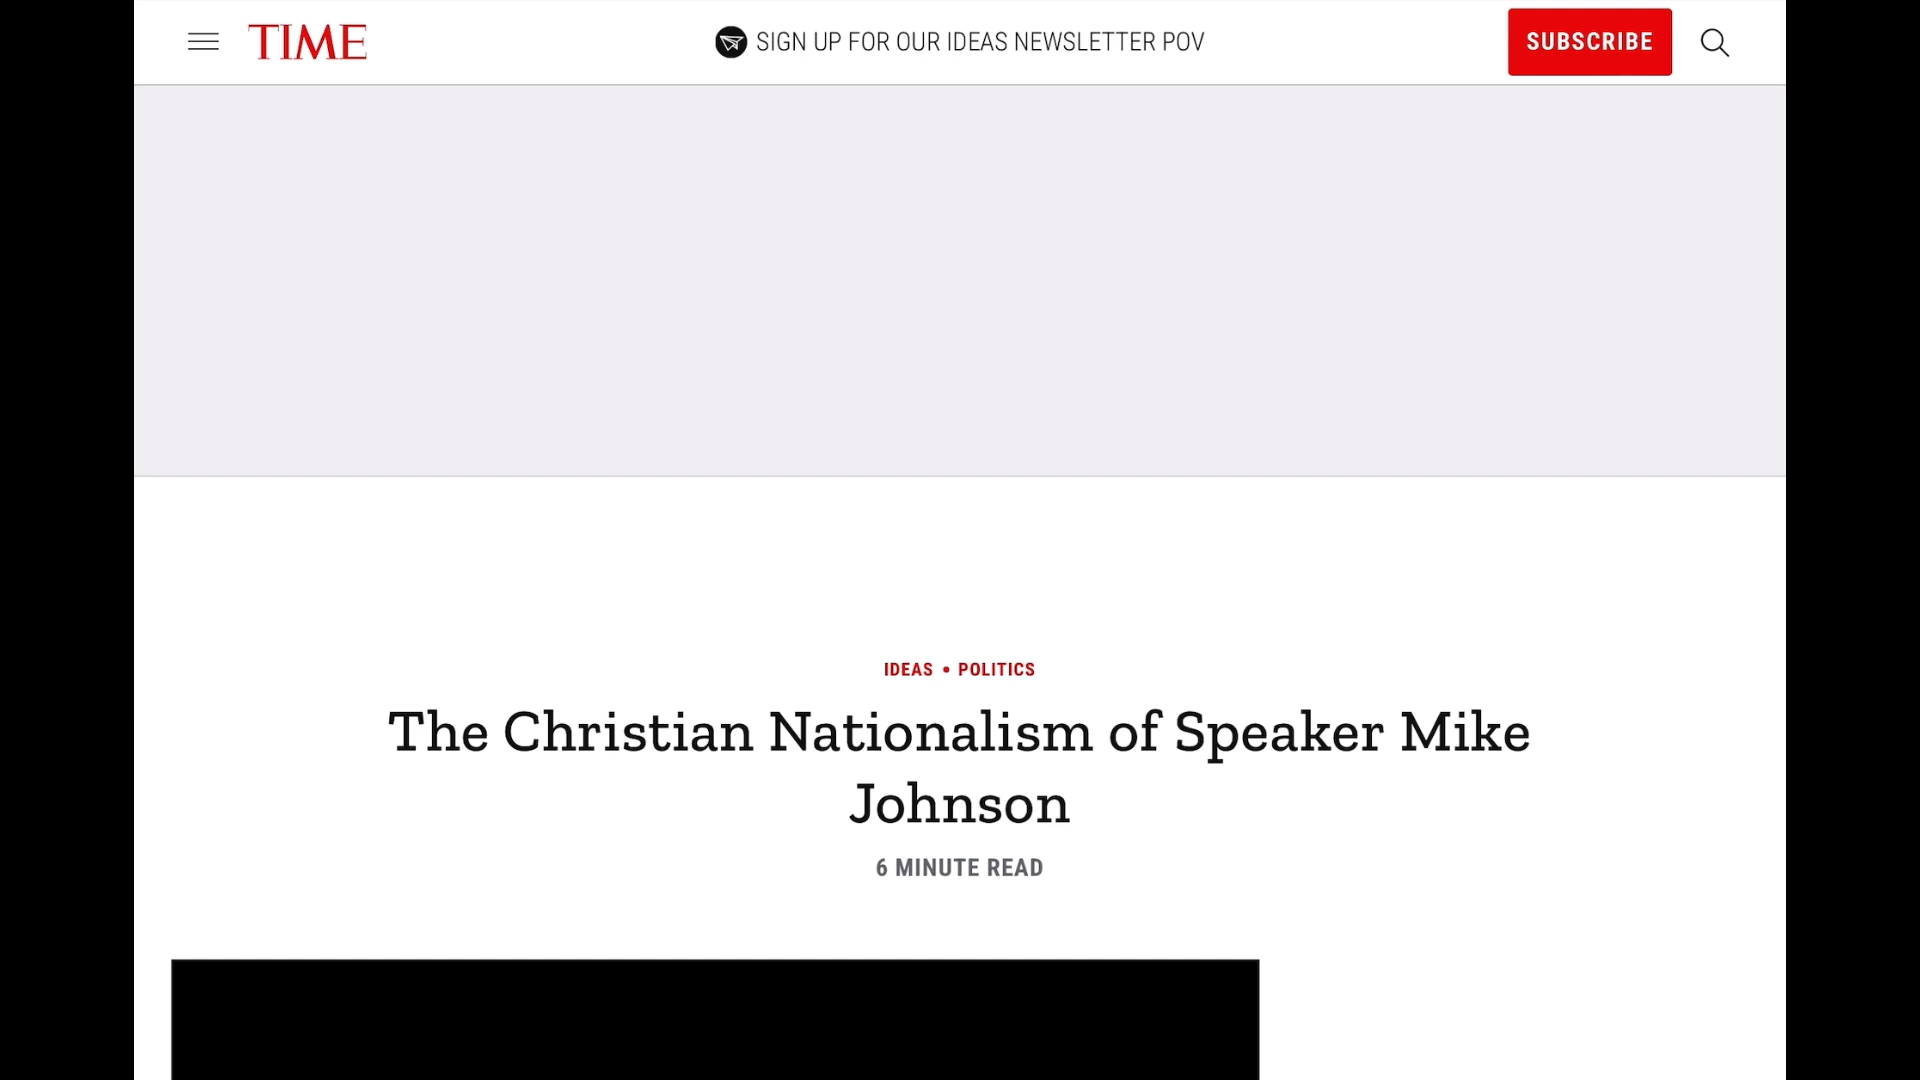 TIME
SIGN UP FOR OUR IDEAS NEWSLETTER POV
SUBSCRIBE
IDEAS • POLITICS
The Christian Nationalism of Speaker Mike
Johnson
6 MINUTE READ